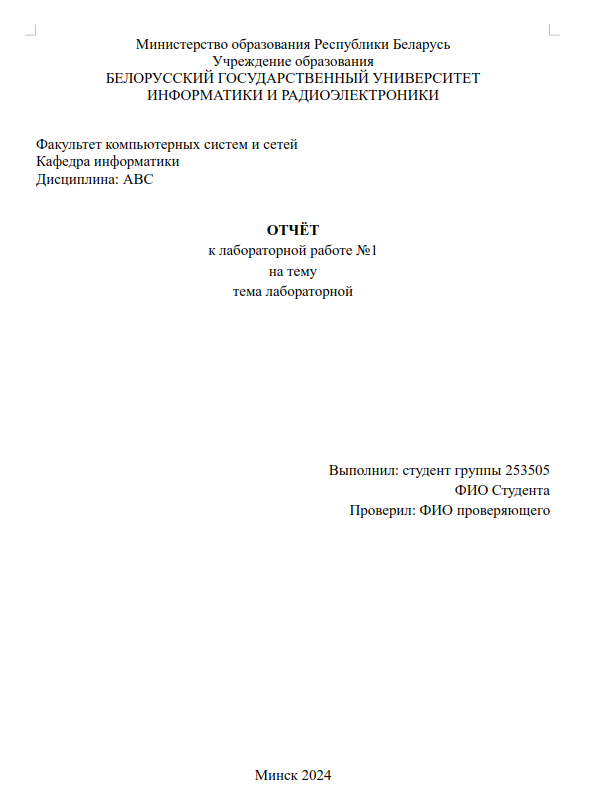 Министерство образования Республики Беларусь
Учреждение образования
БЕЛОРУССКИЙ ГОСУДАРСТВЕННЫЙ УНИВЕРСИТЕТ
ИНФОРМАТИКИ И РАДИОЭЛЕКТРОНИКИ
Факультет компьютерных систем и сетей
Кафедра информатики
Дисциплина: АВС
ОТЧЁТ
к лабораторной работе №1
на тему
тема лабораторной
Выполнил: студент группы 253505
ФИО Студента
Проверил: ФИО проверяющего
Минск 2024